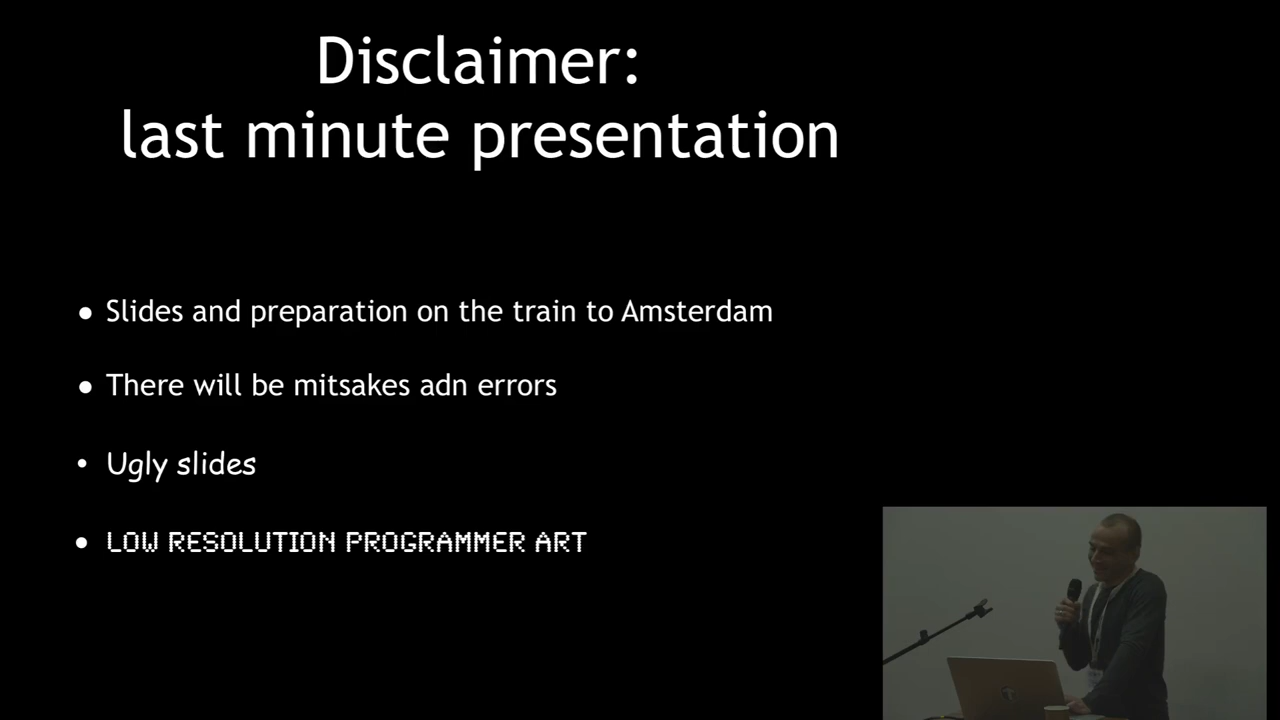 Disclaimer:
last minute presentation
● Slides and preparation on the train to Amsterdam
● There will be mitsakes adn errors
• Ugly slides
● LOW RESOLUTION PROGRAMMER ART